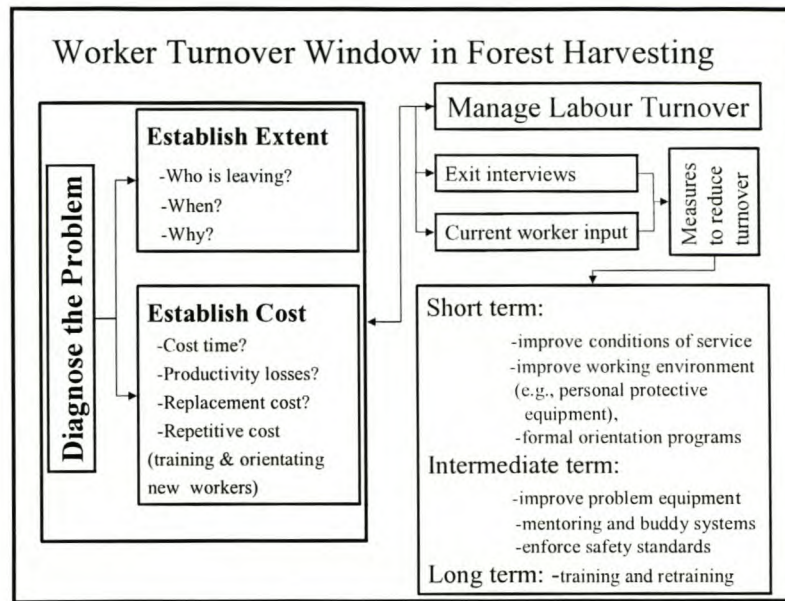 Worker Turnover Window in Forest Harvesting
Diagnose the Problem
Establish Extent
-Who is leaving?
-When?
-Why?
Establish Cost
-Cost time?
-Productivity losses?
-Replacement cost?
-Repetitive cost
(training & orientating
new workers)
Manage Labour Turnover
Exit interviews
Current worker input
Measures
to reduce
turnover
Short term:
-improve conditions of service
-improve working environment
(e.g., personal protective
equipment),
-formal orientation programs
Intermediate term:
-improve problem equipment
-mentoring and buddy systems
-enforce safety standards
Long term: -training and retraining